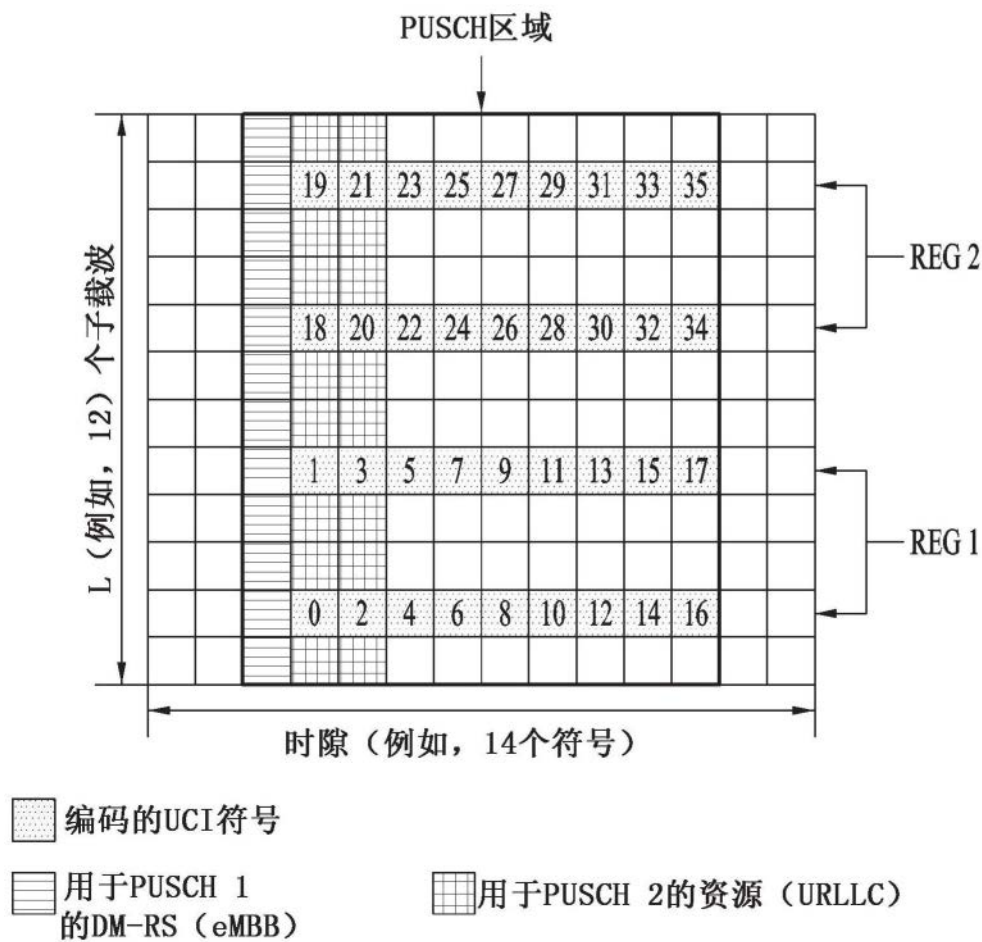 PUSCH区域
19 21 23 25 27 29 31 33 35
REG 2
18 20 22 24 26 28 30 32 34
L（例如，12）个子载波
1 3 5 7 9 11 13 15 17
REG 1
0 2 4 6 8 10 12 14 16
时隙（例如，14个符号）
编码的UCI符号
用于PUSCH 1
的DM-RS（eMBB）
用于PUSCH 2的资源（URLLC）